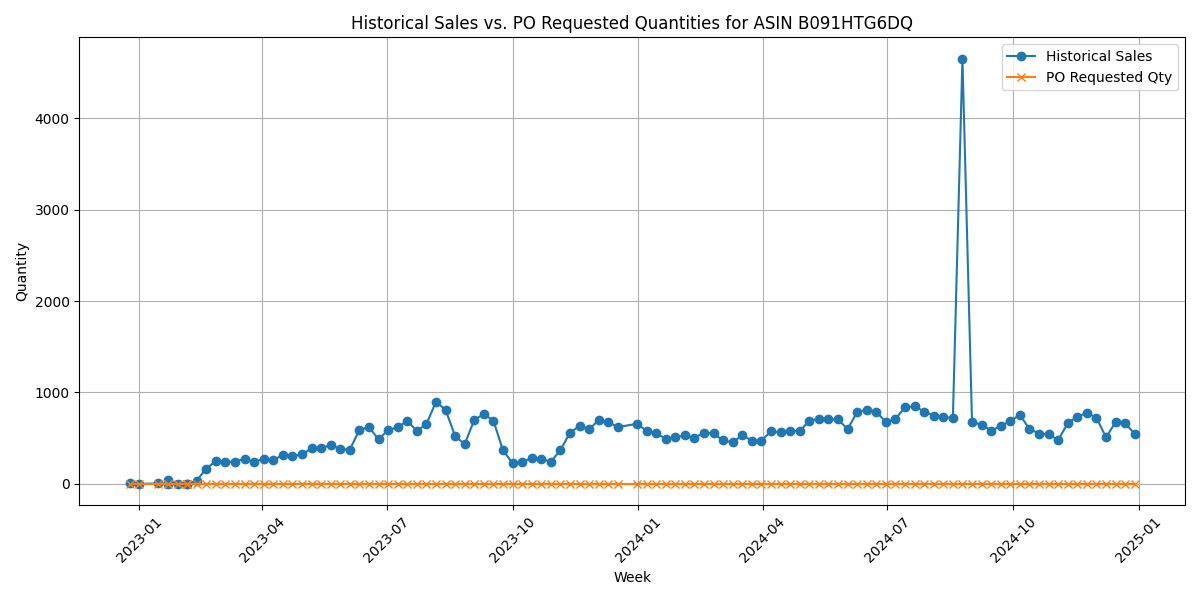 Historical Sales vs. PO Requested Quantities for ASIN B091HTG6DQ
Historical Sales
PO Requested Qty
Quantity
4000
3000
2000
1000
0
2023-01
2023-04
2023-07
2023-10
2024-01
2024-04
2024-07
2024-10
2025-01
Week